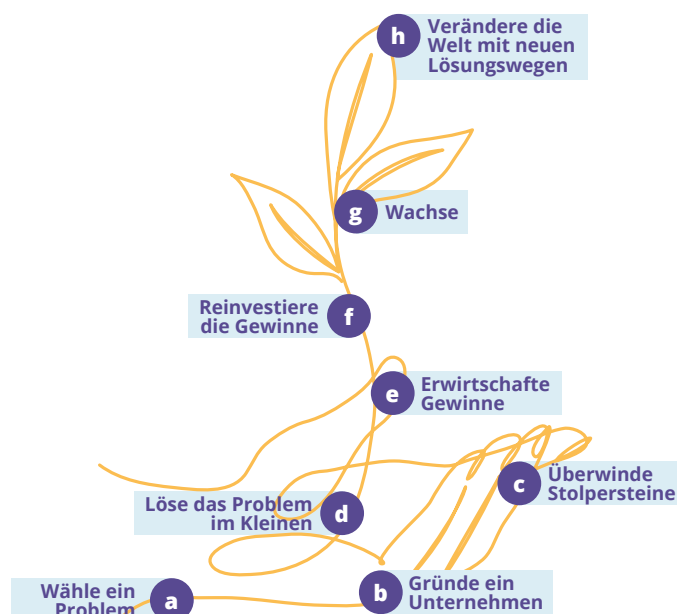 h
Verändere die
Welt mit neuen
Lösungswegen
g
Wachse
Reinvestiere
die Gewinne
f
e
Erwirtschafte
Gewinne
c
Überwinde
Stolpersteine
Löse das Problem
im Kleinen
d
b
Gründe ein
Unternehmen
Wähle ein
Problem
a